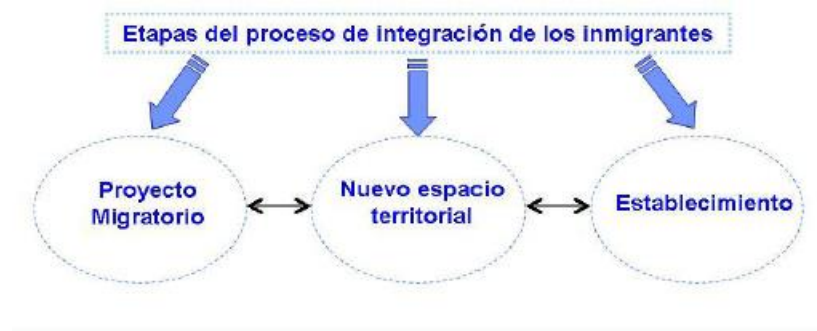 Etapas del proceso de integración de los inmigrantes
Proyecto
Migratorio
Nuevo espacio
territorial
Establecimiento